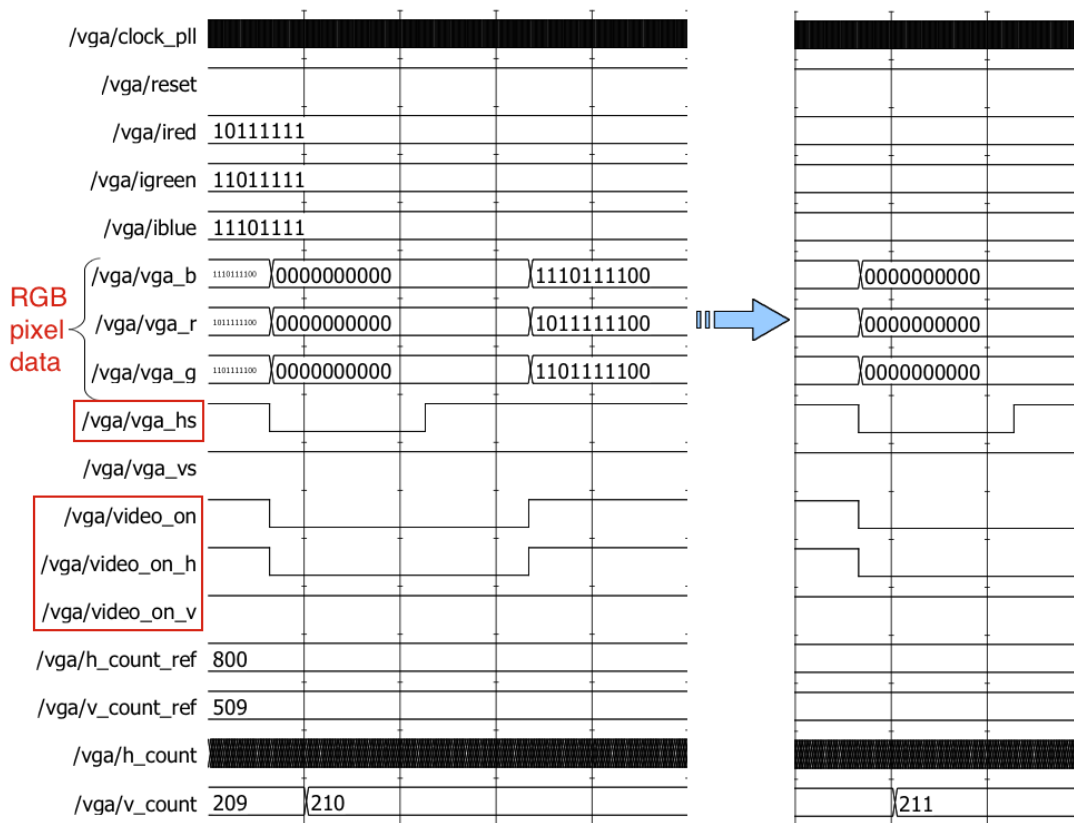 /vga/clock_pll
/vga/reset
/vga/ired 10111111
/vga/igreen 11011111
/vga/iblue 11101111
RGB
pixel
data
/vga/vga_b 1110111100 0000000000 1110111100 0000000000
/vga/vga_r 1011111100 0000000000 1011111100 0000000000
/vga/vga_g 1101111100 0000000000 1101111100 0000000000
/vga/vga_hs
/vga/vga_vs
/vga/video_on
/vga/video_on_h
/vga/video_on_v
/vga/h_count_ref 800
/vga/v_count_ref 509
/vga/h_count
/vga/v_count 209 210 211